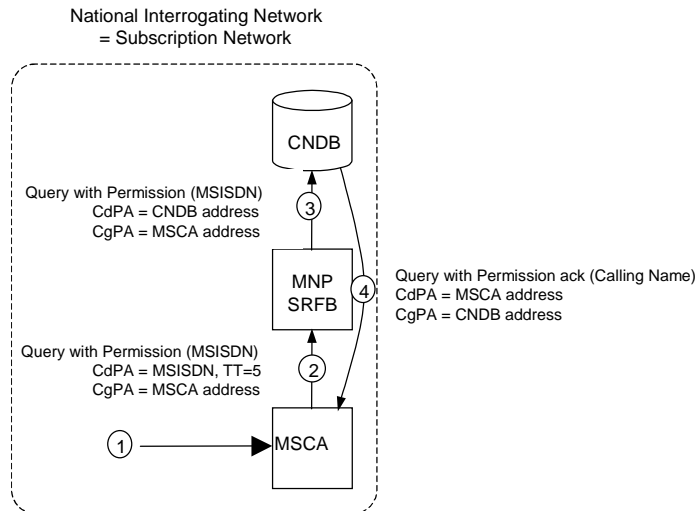 National Interrogating Network
= Subscription Network
CNDB
Query with Permission (MSISDN)
CdPA = CNDB address
CgPA = MSCA address
3
MNP
SRFB
4
Query with Permission ack (Calling Name)
CdPA = MSCA address
CgPA = CNDB address
Query with Permission (MSISDN)
CdPA = MSISDN, TT=5
CgPA = MSCA address
2
1
MSCA